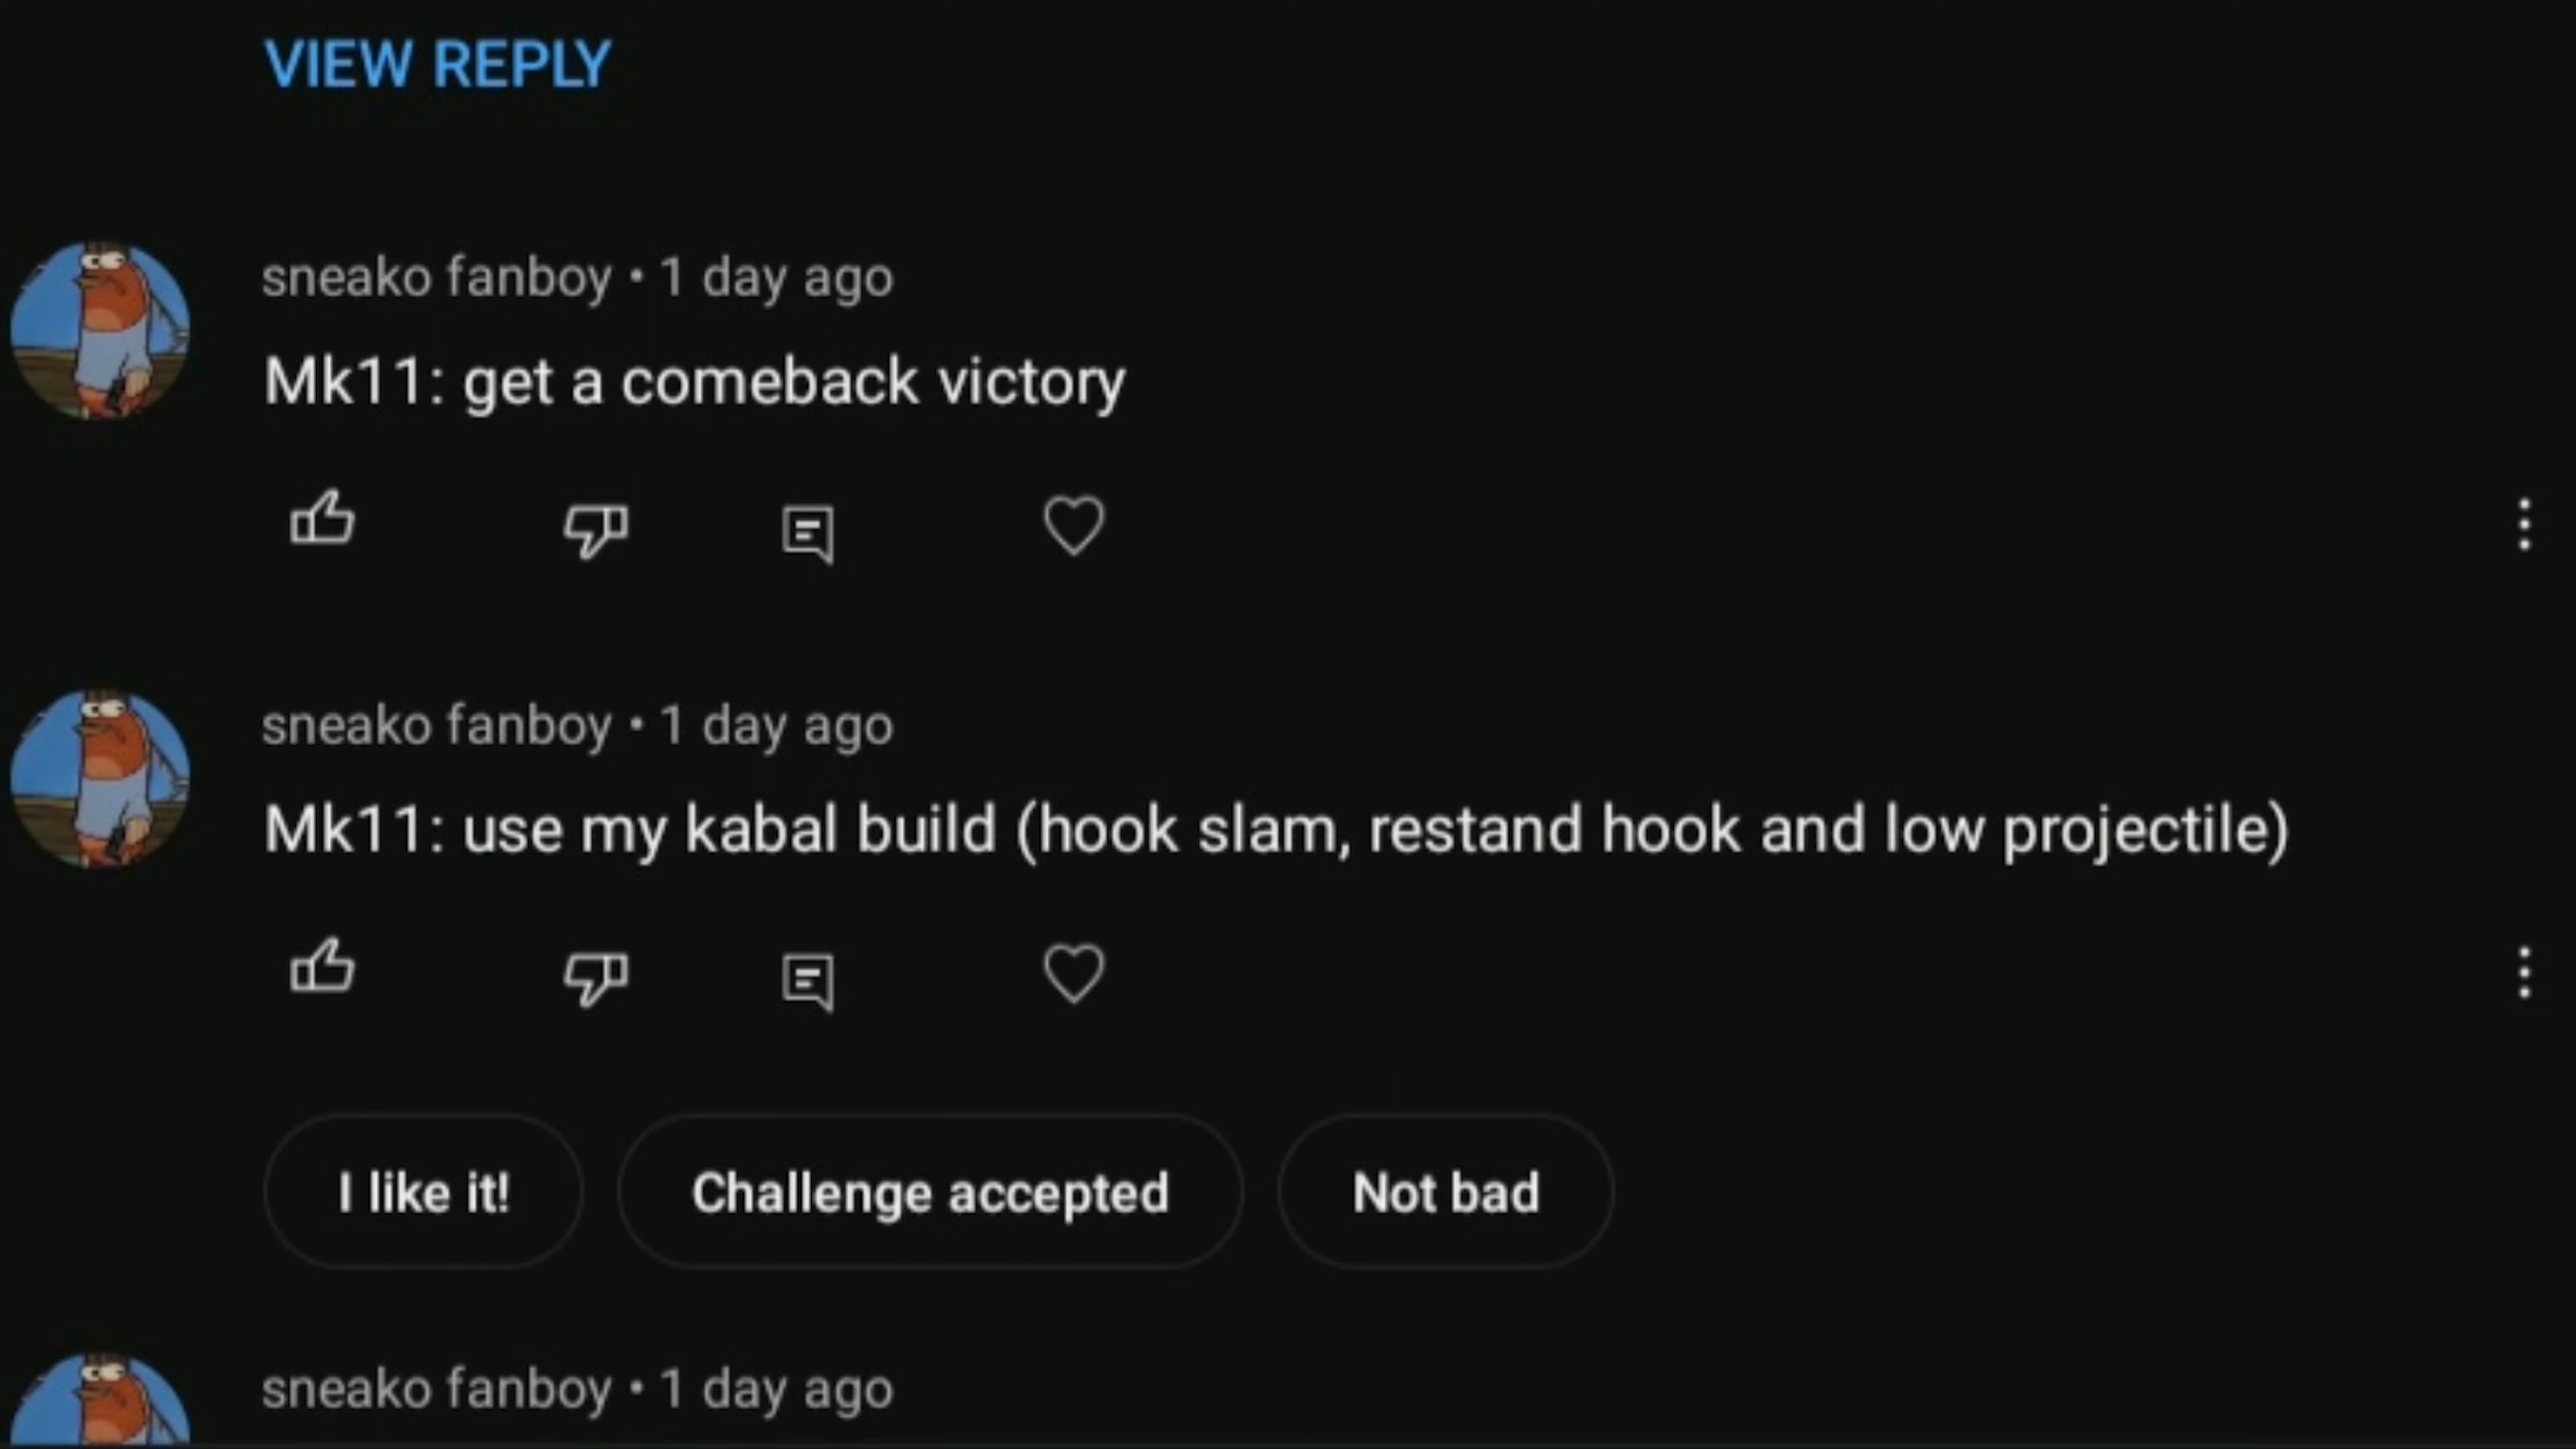 VIEW REPLY
sneako fanboy • 1 day ago
Mk11: get a comeback victory
sneako fanboy • 1 day ago
Mk11: use my kabal build (hook slam, restand hook and low projectile)
I like it! Challenge accepted Not bad
sneako fanboy • 1 day ago